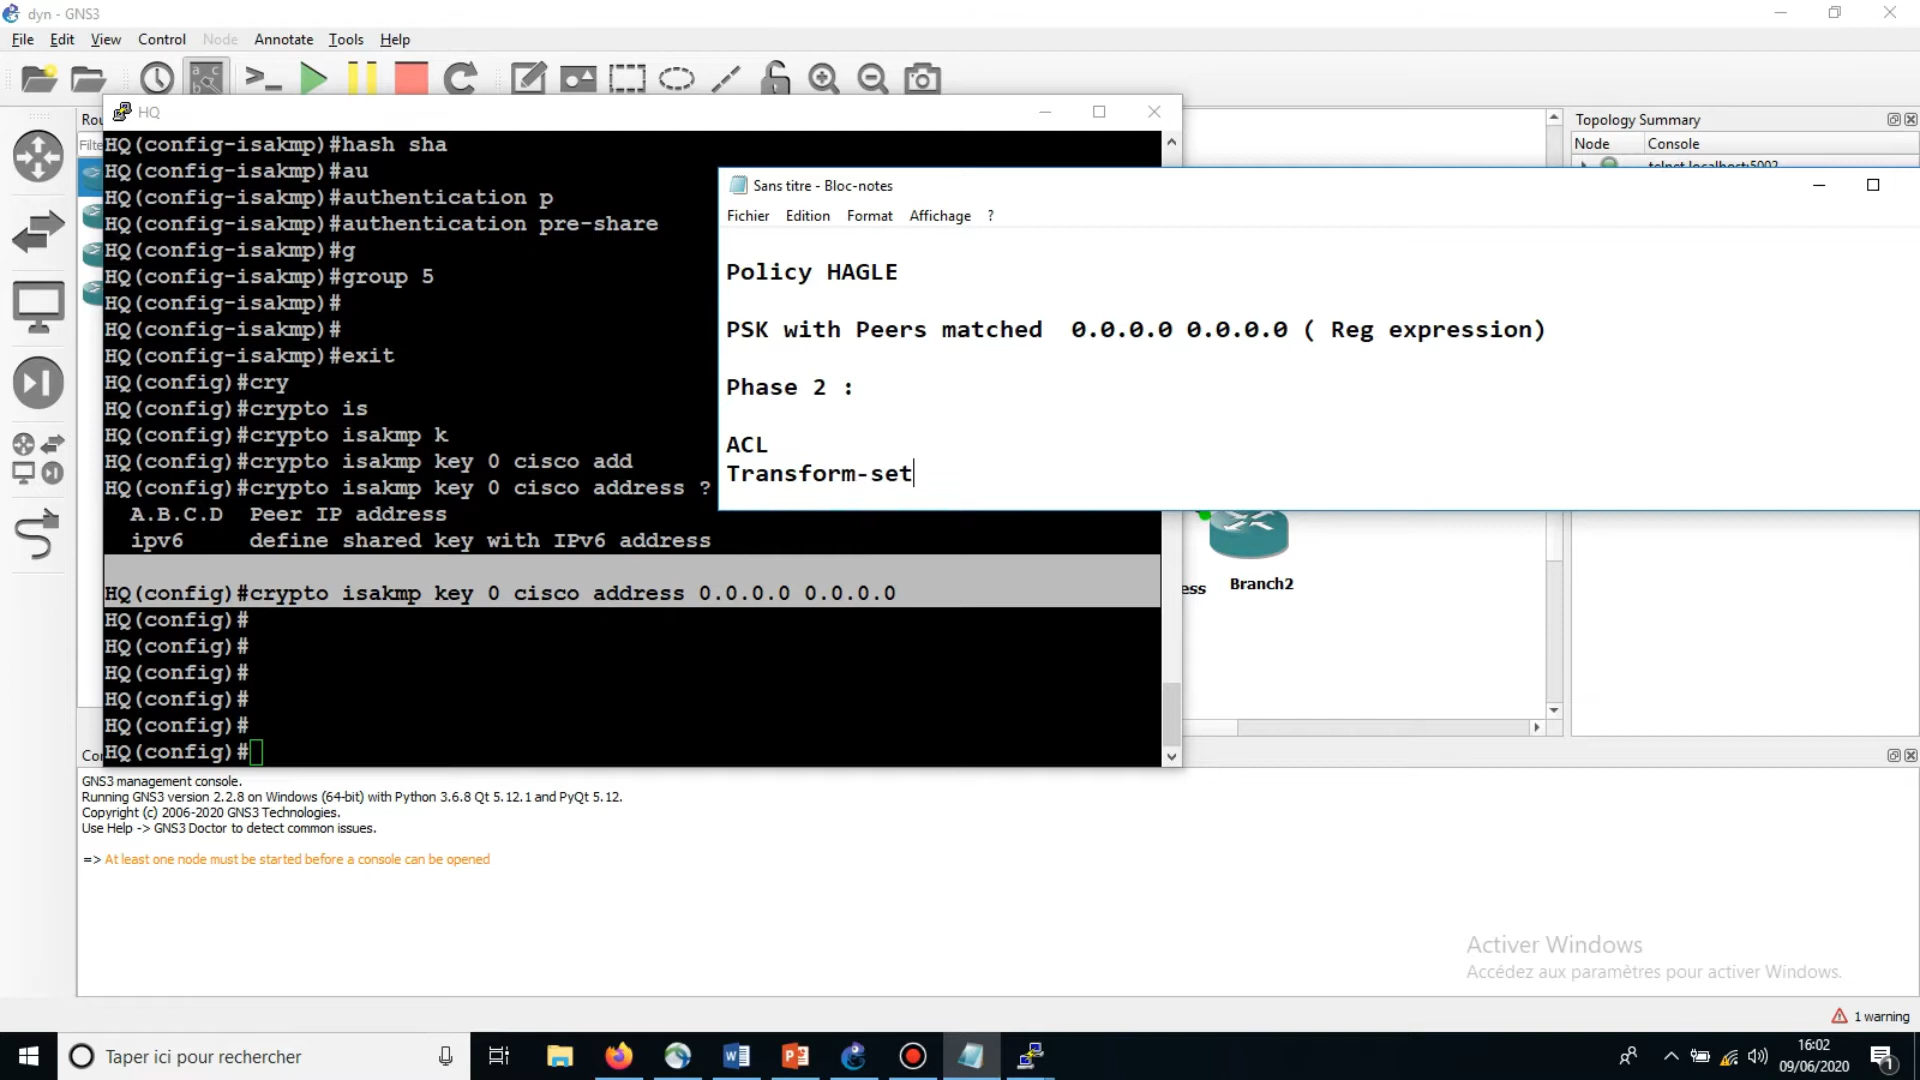 dyn - GNS3
File Edit View Control Node Annotate Tools Help
HQ
HQ(config-isakmp)#hash sha
HQ(config-isakmp)#au
HQ(config-isakmp)#authentication p
HQ(config-isakmp)#authentication pre-share
HQ(config-isakmp)#g
HQ(config-isakmp)#group 5
HQ(config-isakmp)#
HQ(config-isakmp)#
HQ(config-isakmp)#exit
HQ(config)#cry
HQ(config)#crypto is
HQ(config)#crypto isakmp k
HQ(config)#crypto isakmp key 0 cisco add
HQ(config)#crypto isakmp key 0 cisco address ?
A.B.C.D Peer IP address
ipv6 define shared key with IPv6 address
HQ(config)#crypto isakmp key 0 cisco address 0.0.0.0 0.0.0.0
HQ(config)#
HQ(config)#
HQ(config)#
HQ(config)#
HQ(config)#
HQ(config)#
Sans titre - Bloc-notes
Fichier Edition Format Affichage ?
Policy HAGLE
PSK with Peers matched 0.0.0.0 0.0.0.0 ( Reg expression)
Phase 2 :
ACL
Transform-set
Topology Summary
Node Console
telnet localhost:5002
Branch2
GNS3 management console.
Running GNS3 version 2.2.8 on Windows (64-bit) with Python 3.6.8 Qt 5.12.1 and PyQt 5.12.
Copyright (c) 2006-2020 GNS3 Technologies.
Use Help -> GNS3 Doctor to detect common issues.
=> At least one node must be started before a console can be opened
Activer Windows
Accédez aux paramètres pour activer Windows.
1 warning
Taper ici pour rechercher
16:02
09/06/2020
1